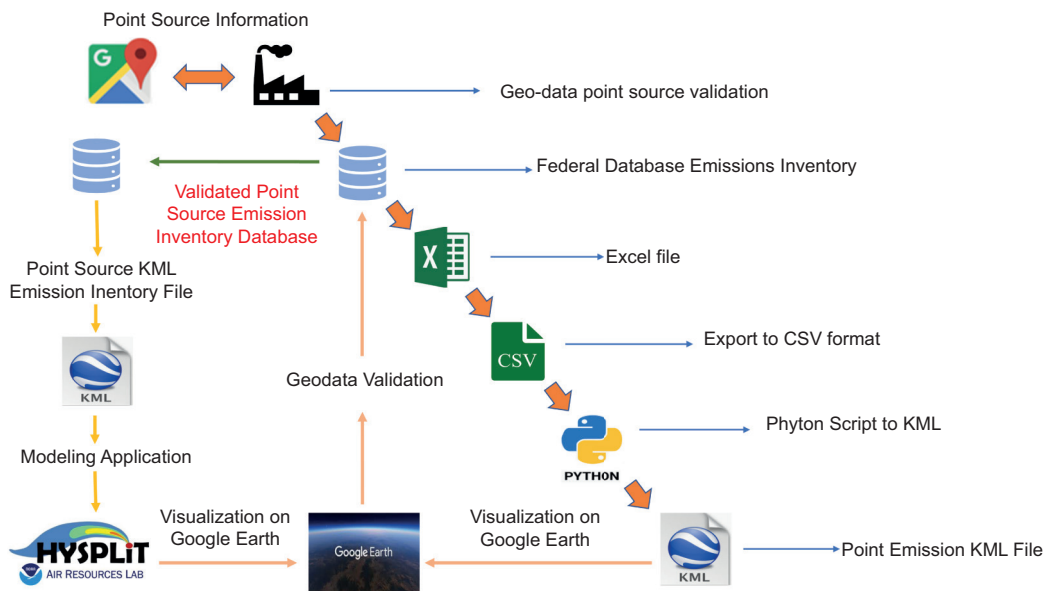 Point Source Information
G
Geo-data point source validation
Federal Database Emissions Inventory
Validated Point
Source Emission
Inventory Database
X
Excel file
Point Source KML
Emission Inentory File
CSV
Export to CSV format
KML
Geodata Validation
Phyton Script to KML
PYTH0N
Modeling Application
Visualization on
Google Earth
Visualization on
Google Earth
HYSPLiT
AIR RESOURCES LAB
NOAA
Google Earth
KML
Point Emission KML File